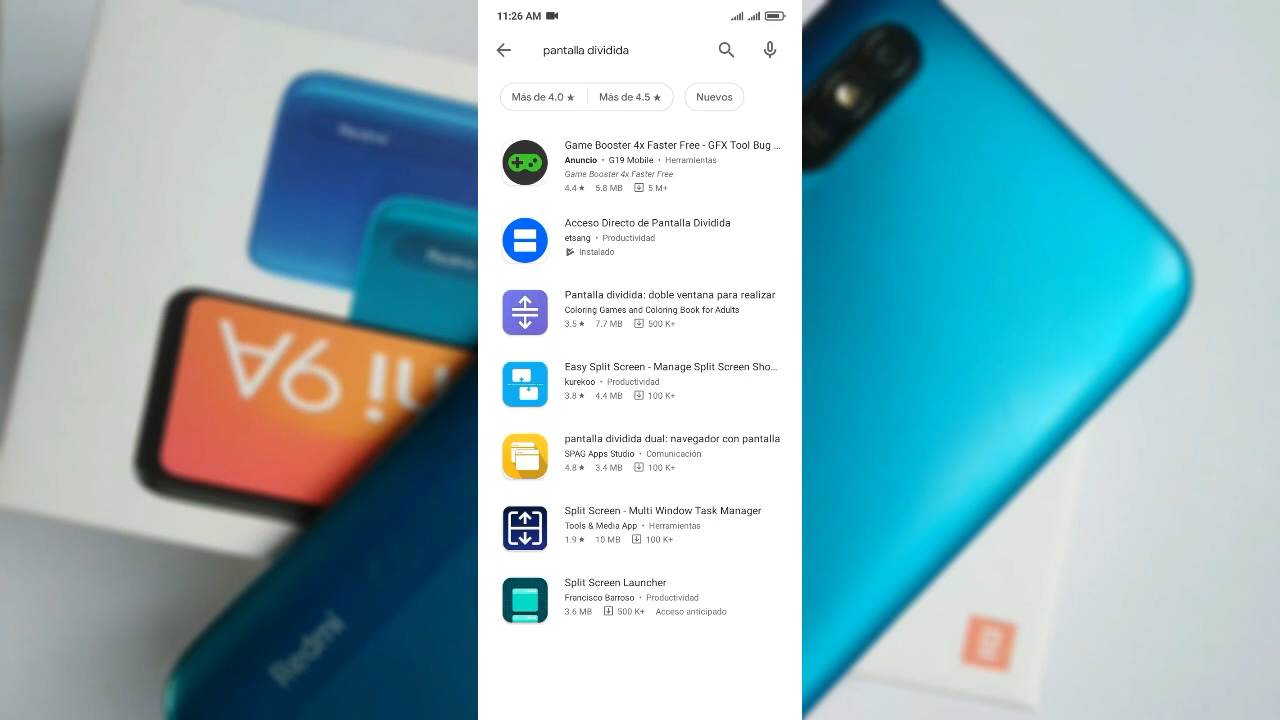 11:26 AM
pantalla dividida
Más de 4.0 ★
Más de 4.5 ★
Nuevos
Game Booster 4x Faster Free - GFX Tool Bug ...
Anuncio • G19 Mobile • Herramientas
Game Booster 4x Faster Free
4.4 ★ 5.8 MB 5 M+
Acceso Directo de Pantalla Dividida
etsang • Productividad
Instalado
Pantalla dividida: doble ventana para realizar
Coloring Games and Coloring Book for Adults
3.5 ★ 7.7 MB 500 K+
Easy Split Screen - Manage Split Screen Sho...
kurekoo • Productividad
3.8 ★ 4.4 MB 100 K+
pantalla dividida dual: navegador con pantalla
SPAG Apps Studio • Comunicación
4.8 ★ 3.4 MB 100 K+
Split Screen - Multi Window Task Manager
Tools & Media App • Herramientas
1.9 ★ 10 MB 100 K+
Split Screen Launcher
Francisco Barroso • Productividad
3.6 MB 500 K+ Acceso anticipado
Redmi
Redmi
mi 9A
Redmi